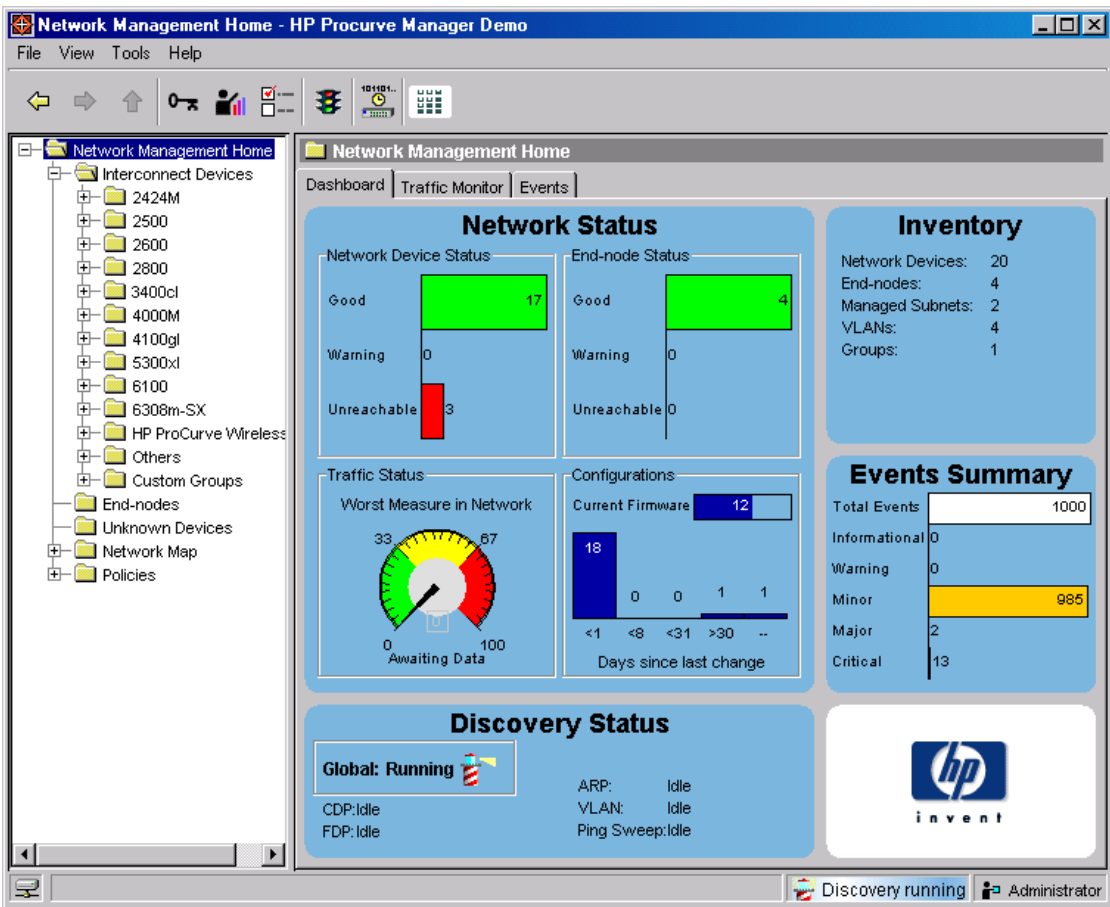 Network Management Home - HP Procurve Manager Demo
File View Tools Help
101101..
Network Management Home
Interconnect Devices
2424M
2500
2600
2800
3400cl
4000M
4100gl
5300xl
6100
6308m-SX
HP ProCurve Wireless
Others
Custom Groups
End-nodes
Unknown Devices
Network Map
Policies
Network Management Home
Dashboard Traffic Monitor Events
Network Status
Network Device Status
Good 17
Warning 0
Unreachable 3
End-node Status
Good 4
Warning 0
Unreachable 0
Traffic Status
Worst Measure in Network
33 67
0
0 100
Awaiting Data
Configurations
Current Firmware 12
18 0 0 1 1
<1 <8 <31 >30 --
Days since last change
Inventory
Network Devices: 20
End-nodes: 4
Managed Subnets: 2
VLANs: 4
Groups: 1
Events Summary
Total Events 1000
Informational 0
Warning 0
Minor 985
Major 2
Critical 13
Discovery Status
Global: Running
CDP:Idle
FDP:Idle
ARP: Idle
VLAN: Idle
Ping Sweep:Idle
hp
invent
Discovery running Administrator